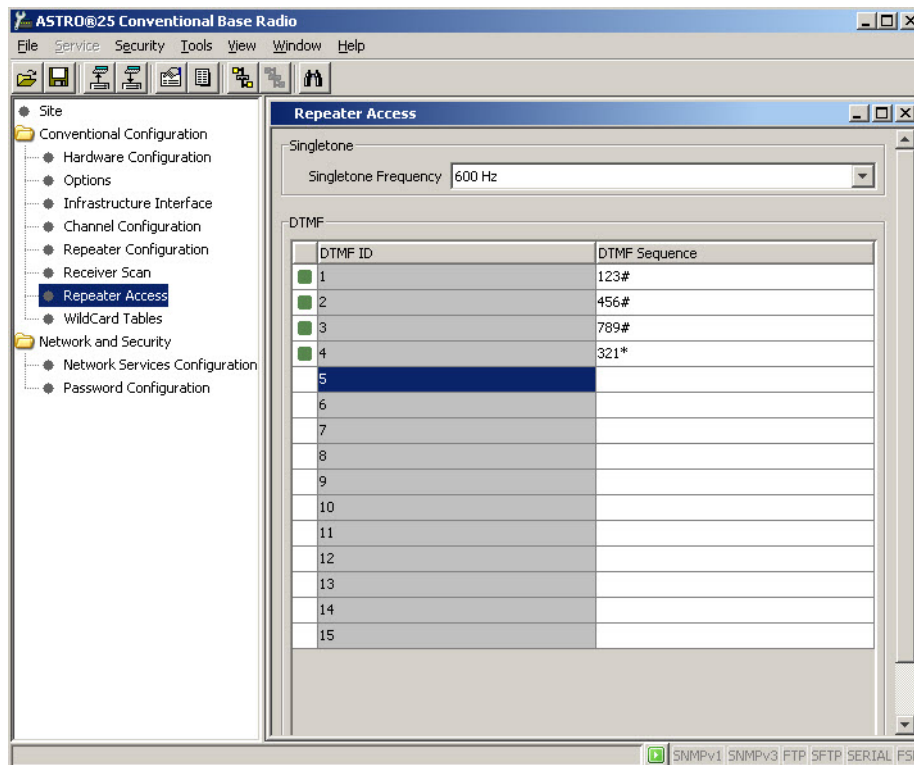 ASTRO®25 Conventional Base Radio
File Service Security Tools View Window Help
Site
Conventional Configuration
Hardware Configuration
Options
Infrastructure Interface
Channel Configuration
Repeater Configuration
Receiver Scan
Repeater Access
WildCard Tables
Network and Security
Network Services Configuration
Password Configuration
Repeater Access
Singletone
Singletone Frequency 600 Hz
DTMF
DTMF ID DTMF Sequence
1 123#
2 456#
3 789#
4 321*
5
6
7
8
9
10
11
12
13
14
15
SNMPv1 SNMPv3 FTP SFTP SERIAL